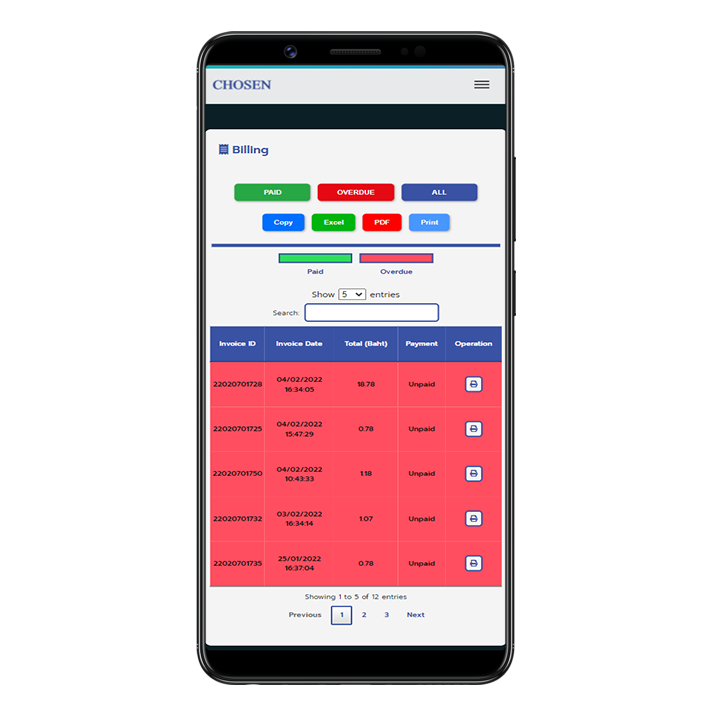 CHOSEN
Billing
PAID OVERDUE ALL
Copy Excel PDF Print
Paid Overdue
Show 5 entries
Search:
Invoice ID Invoice Date Total (Baht) Payment Operation
22020701728 04/02/2022 16:34:05 18.78 Unpaid
22020701725 04/02/2022 15:47:29 0.78 Unpaid
22020701750 04/02/2022 10:43:33 1.18 Unpaid
22020701732 03/02/2022 16:34:14 1.07 Unpaid
22020701735 25/01/2022 16:37:04 0.78 Unpaid
Showing 1 to 5 of 12 entries
Previous 1 2 3 Next